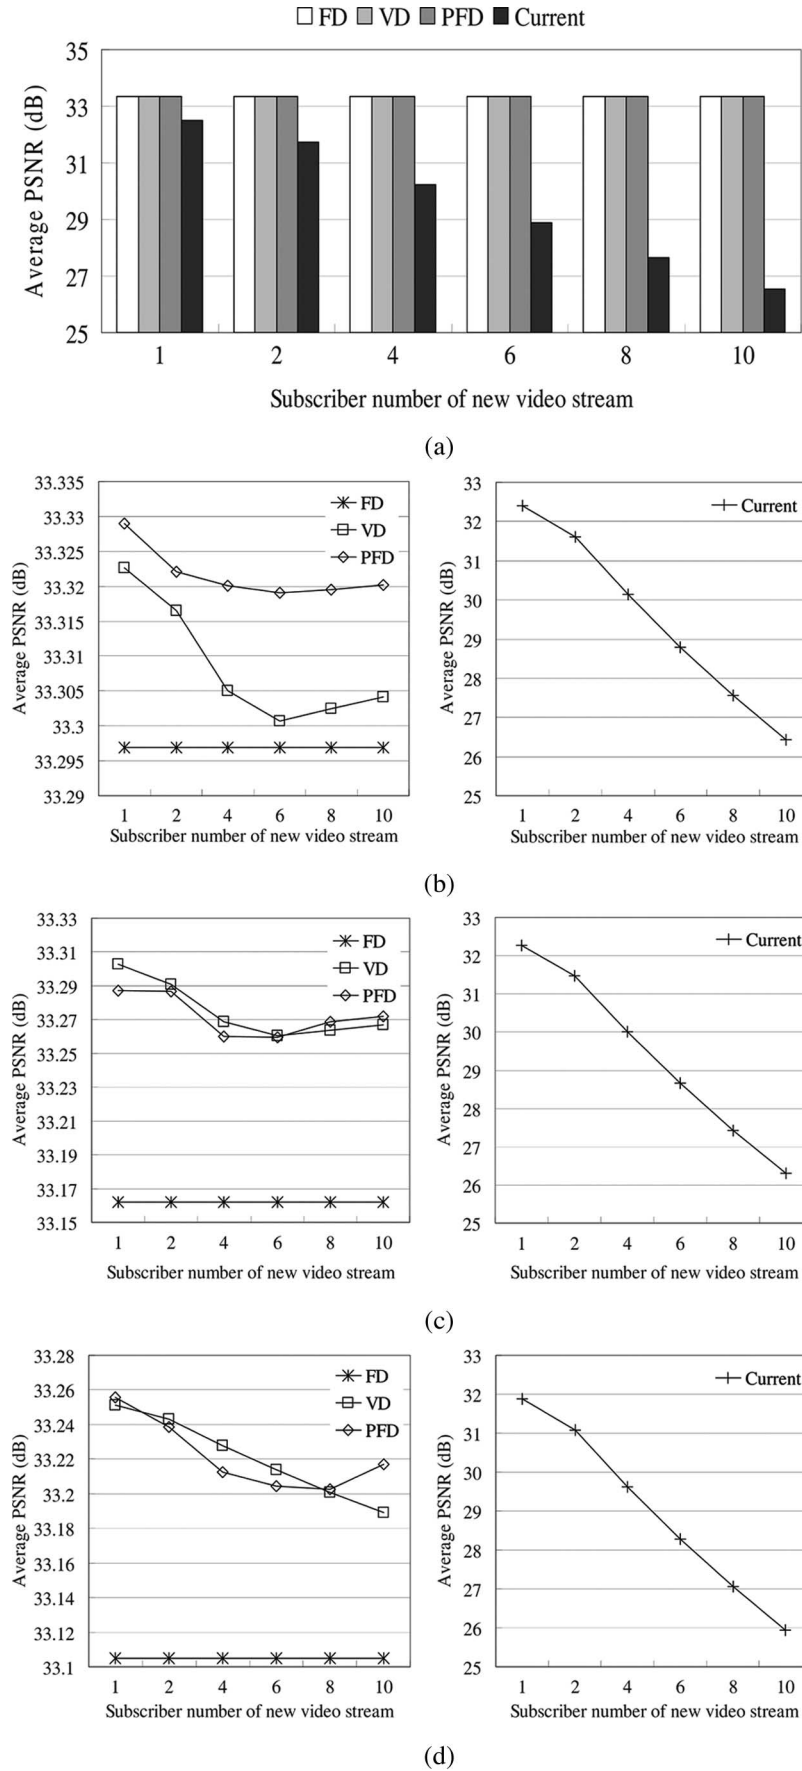 FD VD PFD Current
35
33
31
29
27
25
Average PSNR (dB)
1 2 4 6 8 10
Subscriber number of new video stream
(a)
33.335
33.33
33.325
33.32
33.315
33.31
33.305
33.3
33.295
33.29
Average PSNR (dB)
FD
VD
PFD
1 2 4 6 8 10
Subscriber number of new video stream
33
32
31
30
29
28
27
26
25
Average PSNR (dB)
Current
1 2 4 6 8 10
Subscriber number of new video stream
(b)
33.33
33.31
33.29
33.27
33.25
33.23
33.21
33.19
33.17
33.15
Average PSNR (dB)
FD
VD
PFD
1 2 4 6 8 10
Subscriber number of new video stream
33
32
31
30
29
28
27
26
25
Average PSNR (dB)
Current
1 2 4 6 8 10
Subscriber number of new video stream
(c)
33.28
33.26
33.24
33.22
33.2
33.18
33.16
33.14
33.12
33.1
Average PSNR (dB)
FD
VD
PFD
1 2 4 6 8 10
Subscriber number of new video stream
33
32
31
30
29
28
27
26
25
Average PSNR (dB)
Current
1 2 4 6 8 10
Subscriber number of new video stream
(d)